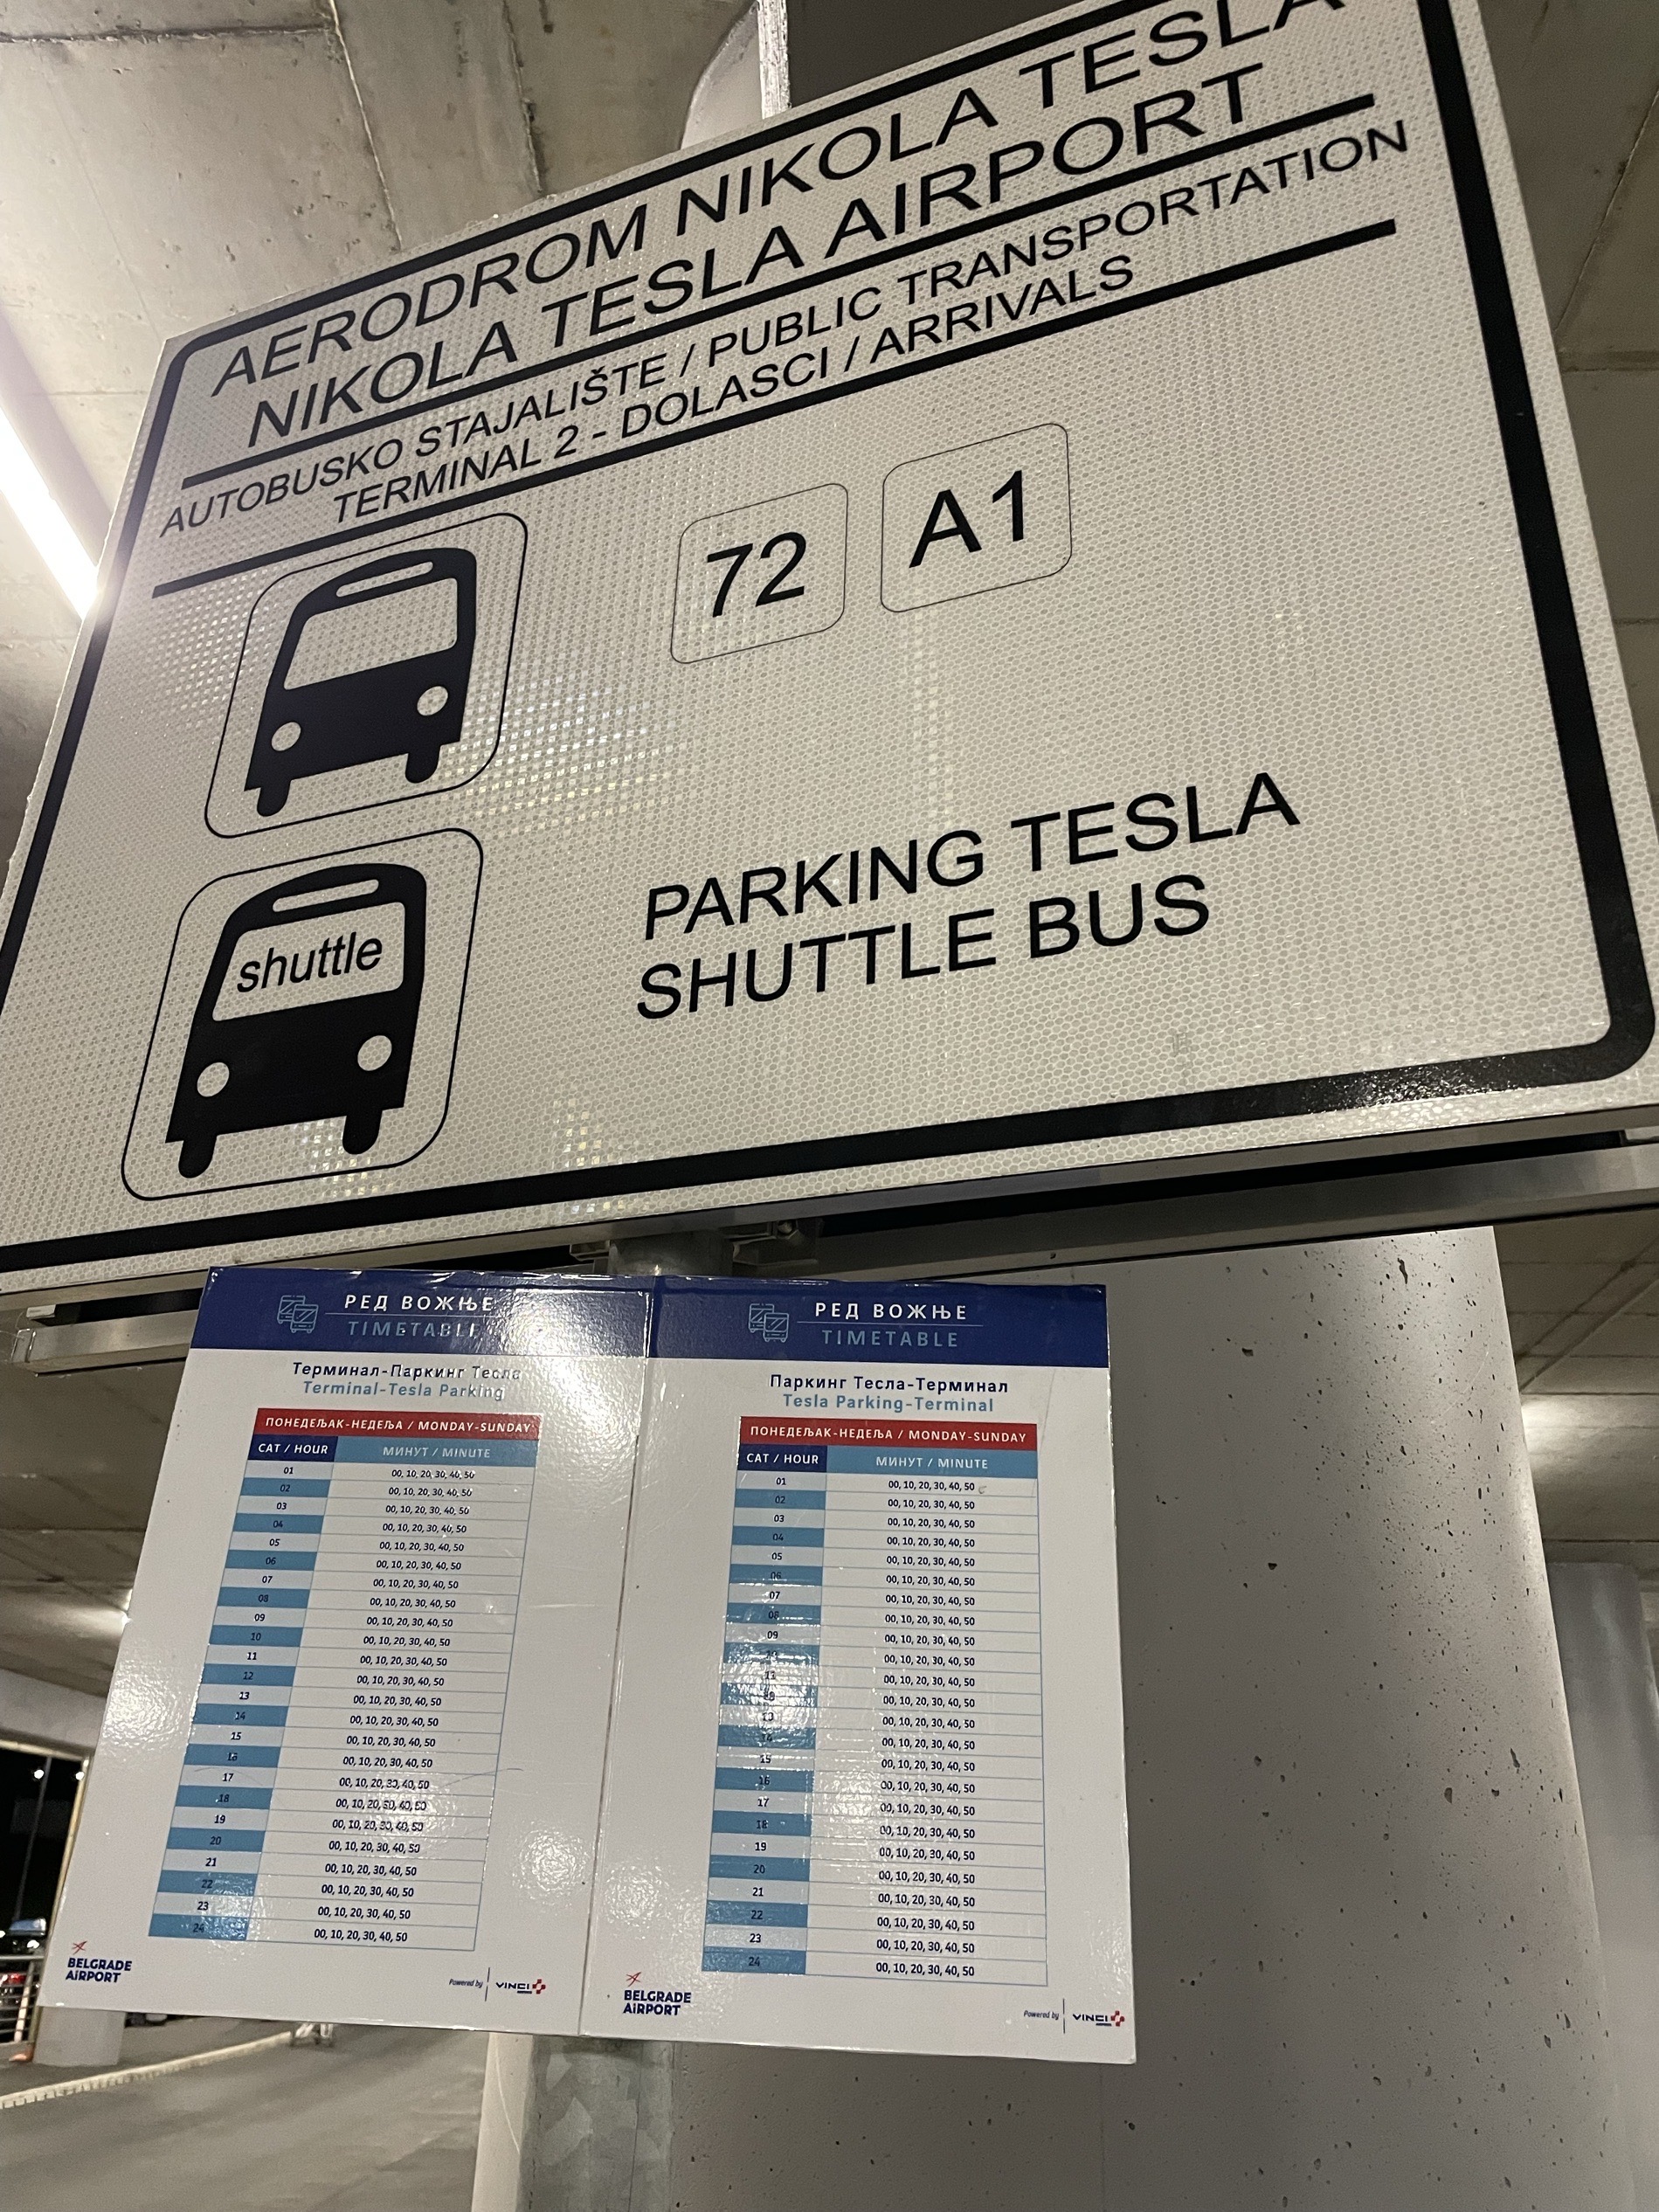 AERODROM NIKOLA TESLA
NIKOLA TESLA AIRPORT
AUTOBUSKO STAJALIŠTE / PUBLIC TRANSPORTATION
TERMINAL 2 - DOLASCI / ARRIVALS
72 A1
shuttle
PARKING TESLA
SHUTTLE BUS
РЕД ВОЖЊЕ
TIMETABLE
Терминал-Паркинг Тесла
Terminal-Tesla Parking
ПОНЕДЕЉАК-НЕДЕЉА / MONDAY-SUNDAY
САТ / HOUR МИНУТ / MINUTE
01 00, 10, 20, 30, 40, 50
02 00, 10, 20, 30, 40, 50
03 00, 10, 20, 30, 40, 50
04 00, 10, 20, 30, 40, 50
05 00, 10, 20, 30, 40, 50
06 00, 10, 20, 30, 40, 50
07 00, 10, 20, 30, 40, 50
08 00, 10, 20, 30, 40, 50
09 00, 10, 20, 30, 40, 50
10 00, 10, 20, 30, 40, 50
11 00, 10, 20, 30, 40, 50
12 00, 10, 20, 30, 40, 50
13 00, 10, 20, 30, 40, 50
14 00, 10, 20, 30, 40, 50
15 00, 10, 20, 30, 40, 50
16 00, 10, 20, 30, 40, 50
17 00, 10, 20, 30, 40, 50
18 00, 10, 20, 30, 40, 50
19 00, 10, 20, 30, 40, 50
20 00, 10, 20, 30, 40, 50
21 00, 10, 20, 30, 40, 50
22 00, 10, 20, 30, 40, 50
23 00, 10, 20, 30, 40, 50
24 00, 10, 20, 30, 40, 50
BELGRADE
AiRPORT
Powered by VINCI
РЕД ВОЖЊЕ
TIMETABLE
Паркинг Тесла-Терминал
Tesla Parking-Terminal
ПОНЕДЕЉАК-НЕДЕЉА / MONDAY-SUNDAY
САТ / HOUR МИНУТ / MINUTE
01 00, 10, 20, 30, 40, 50
02 00, 10, 20, 30, 40, 50
03 00, 10, 20, 30, 40, 50
04 00, 10, 20, 30, 40, 50
05 00, 10, 20, 30, 40, 50
06 00, 10, 20, 30, 40, 50
07 00, 10, 20, 30, 40, 50
08 00, 10, 20, 30, 40, 50
09 00, 10, 20, 30, 40, 50
10 00, 10, 20, 30, 40, 50
11 00, 10, 20, 30, 40, 50
12 00, 10, 20, 30, 40, 50
13 00, 10, 20, 30, 40, 50
14 00, 10, 20, 30, 40, 50
15 00, 10, 20, 30, 40, 50
16 00, 10, 20, 30, 40, 50
17 00, 10, 20, 30, 40, 50
18 00, 10, 20, 30, 40, 50
19 00, 10, 20, 30, 40, 50
20 00, 10, 20, 30, 40, 50
21 00, 10, 20, 30, 40, 50
22 00, 10, 20, 30, 40, 50
23 00, 10, 20, 30, 40, 50
24 00, 10, 20, 30, 40, 50
BELGRADE
AiRPORT
Powered by VINCI